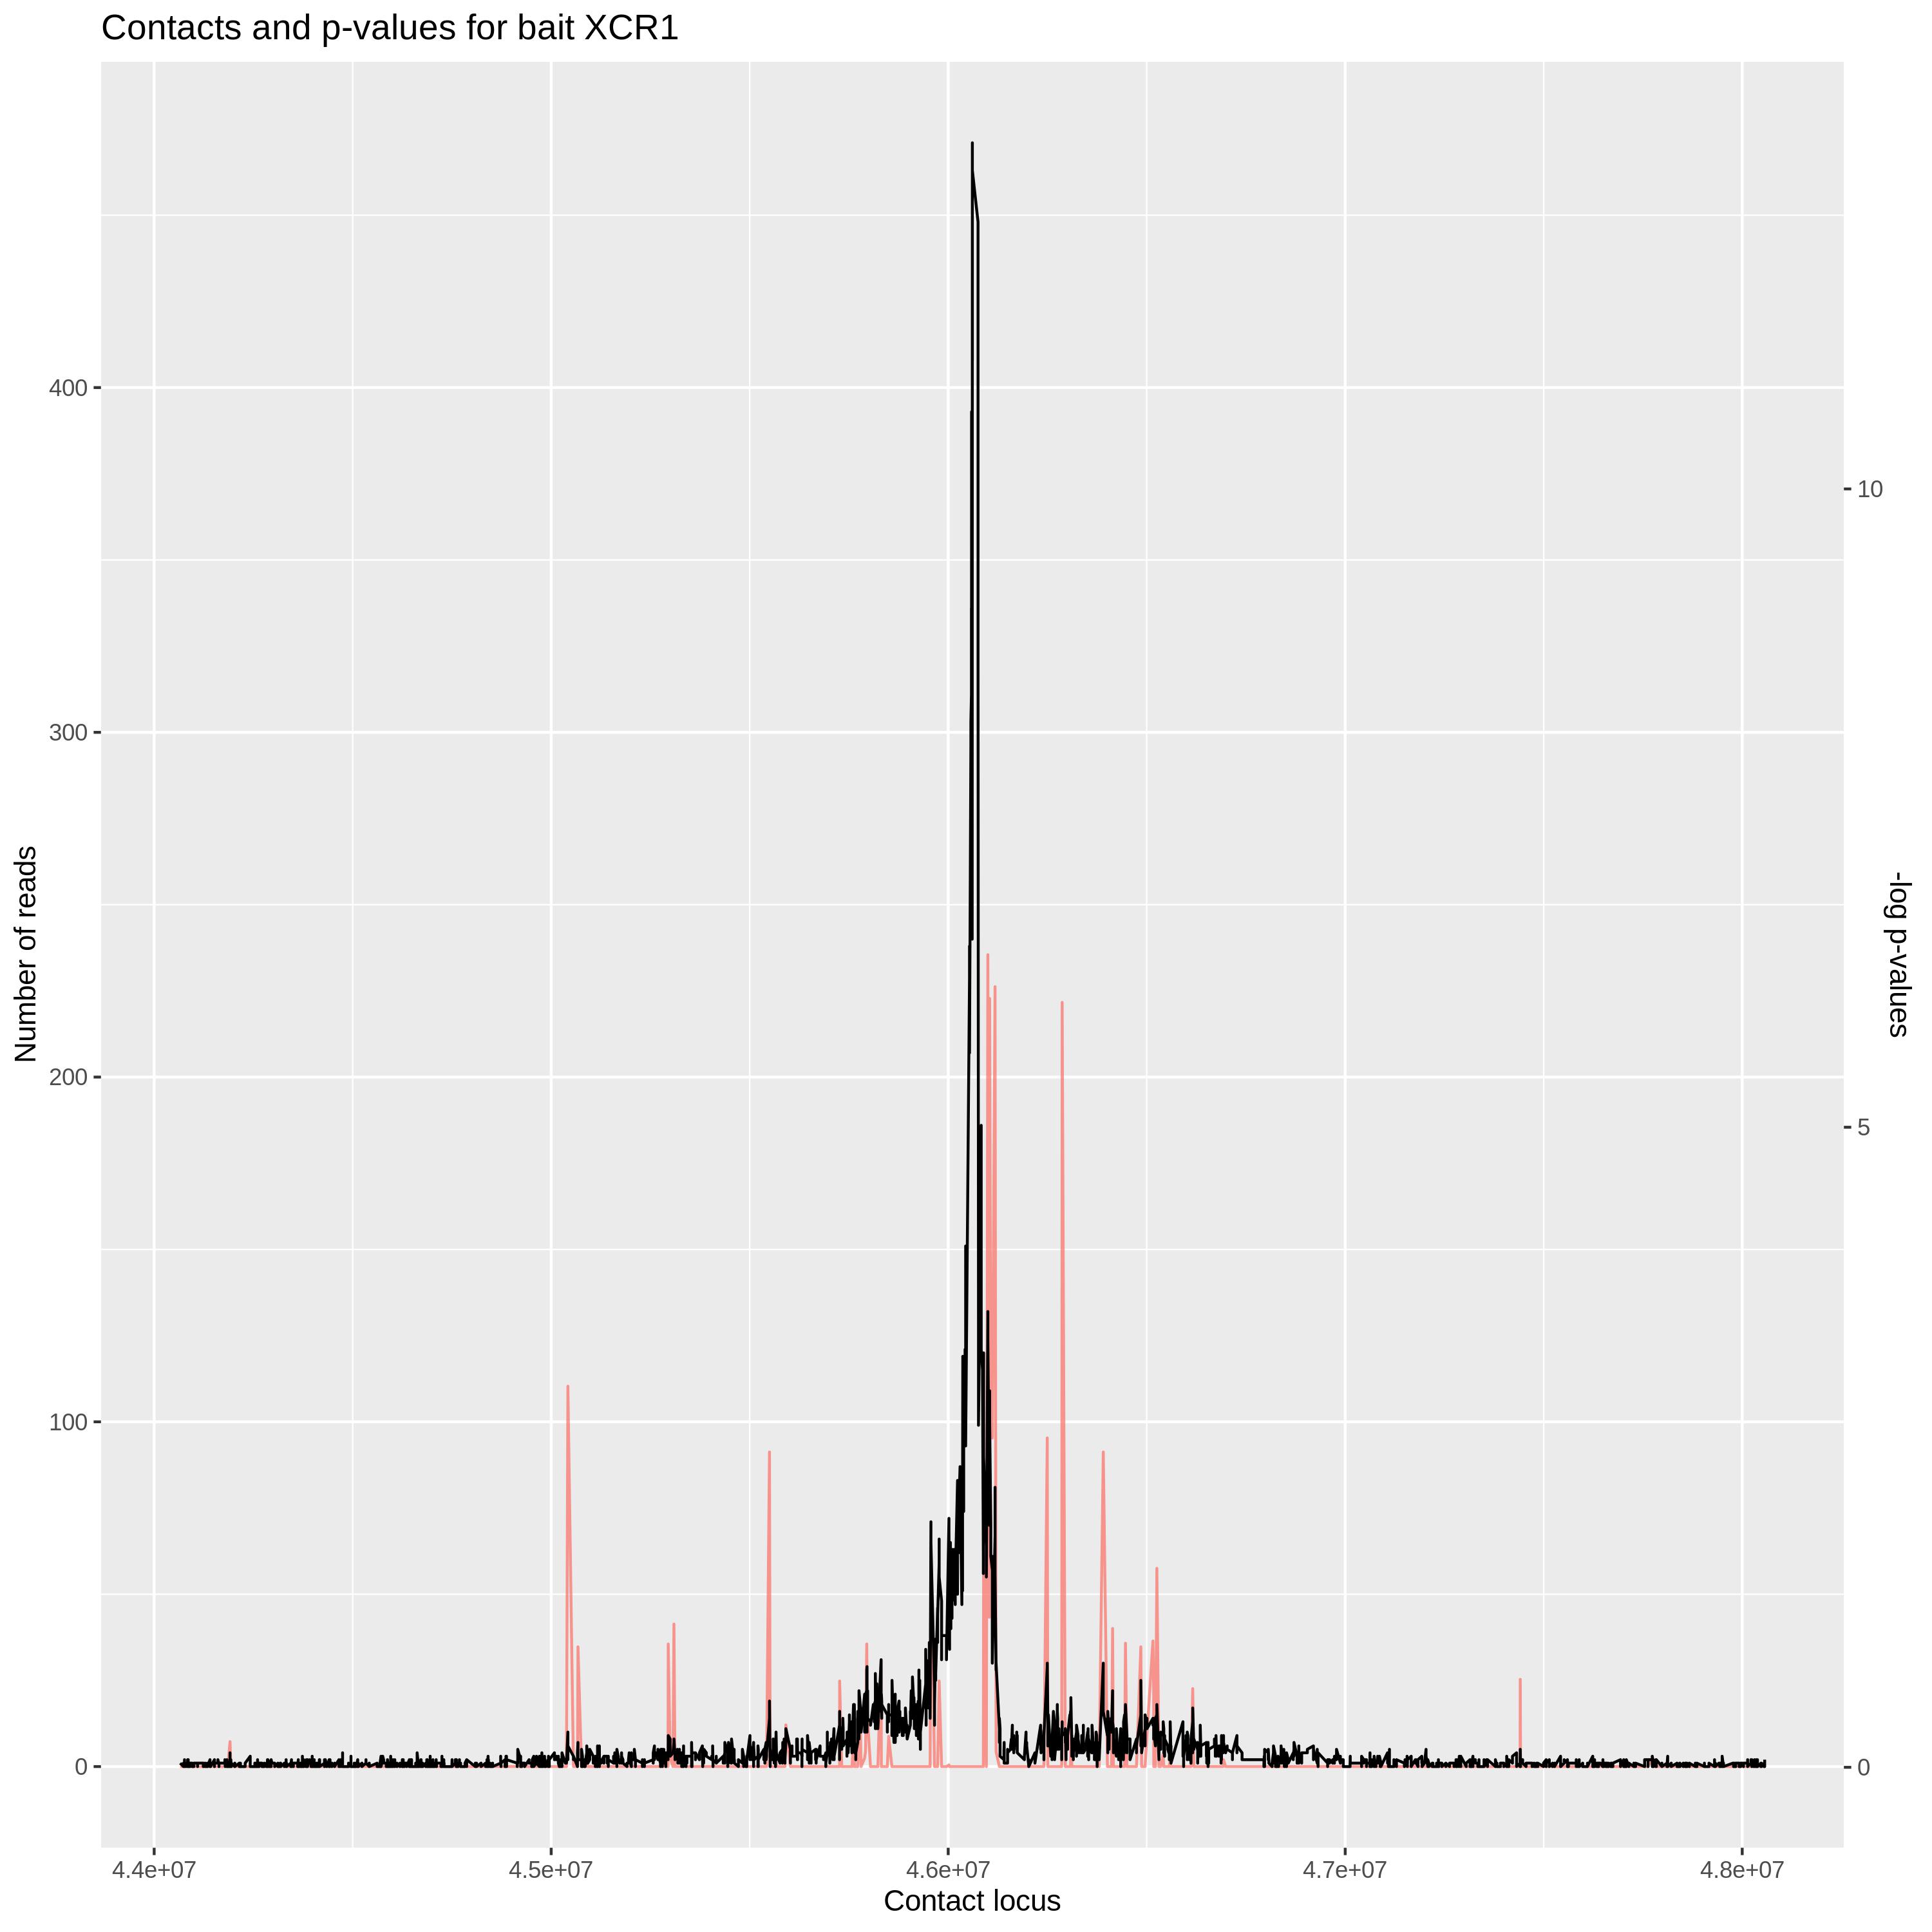 Contacts and p-values for bait XCR1
Number of reads
400
300
200
100
0
10
5
0
-log p-values
4.4e+07
4.5e+07
4.6e+07
4.7e+07
4.8e+07
Contact locus